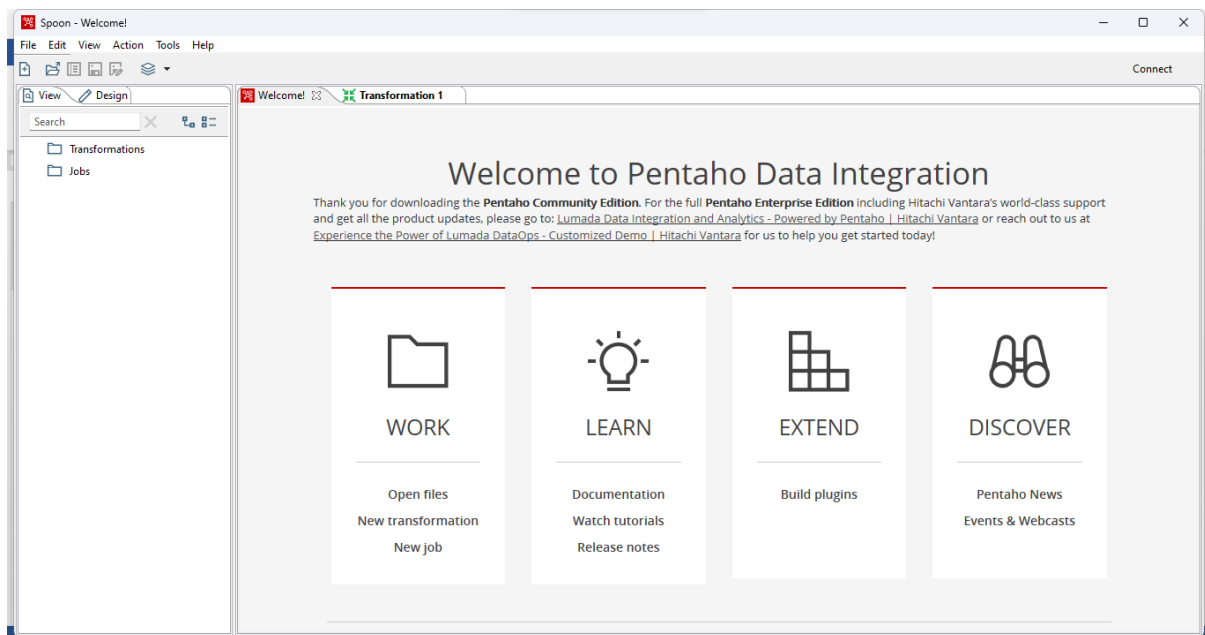 Spoon - Welcome!
File Edit View Action Tools Help
Connect
View Design
Welcome! Transformation 1
Search
Transformations
Jobs
Welcome to Pentaho Data Integration
Thank you for downloading the Pentaho Community Edition. For the full Pentaho Enterprise Edition including Hitachi Vantara's world-class support
and get all the product updates, please go to: Lumada Data Integration and Analytics - Powered by Pentaho | Hitachi Vantara or reach out to us at
Experience the Power of Lumada DataOps - Customized Demo | Hitachi Vantara for us to help you get started today!
WORK
Open files
New transformation
New job
LEARN
Documentation
Watch tutorials
Release notes
EXTEND
Build plugins
DISCOVER
Pentaho News
Events & Webcasts